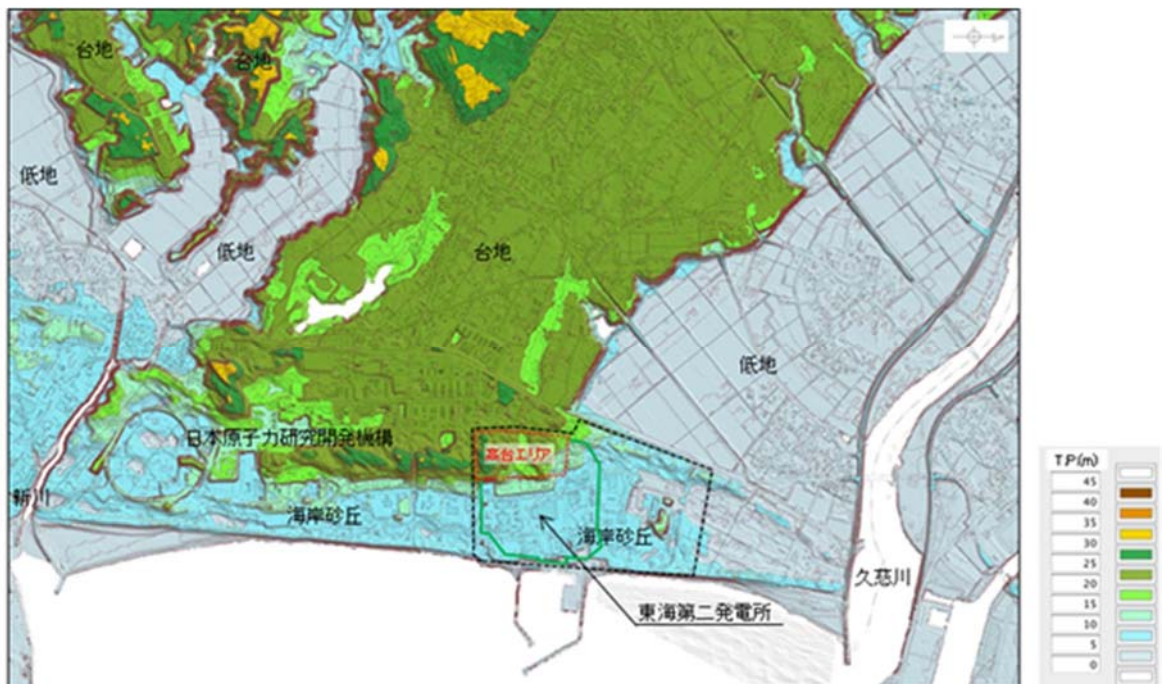 台地
台地
低地
低地
台地
低地
日本原子力研究開発機構
高台エリア
新川
海岸砂丘
海岸砂丘
久慈川
東海第二発電所
T.P.(m)
45
40
35
30
25
20
15
10
5
0